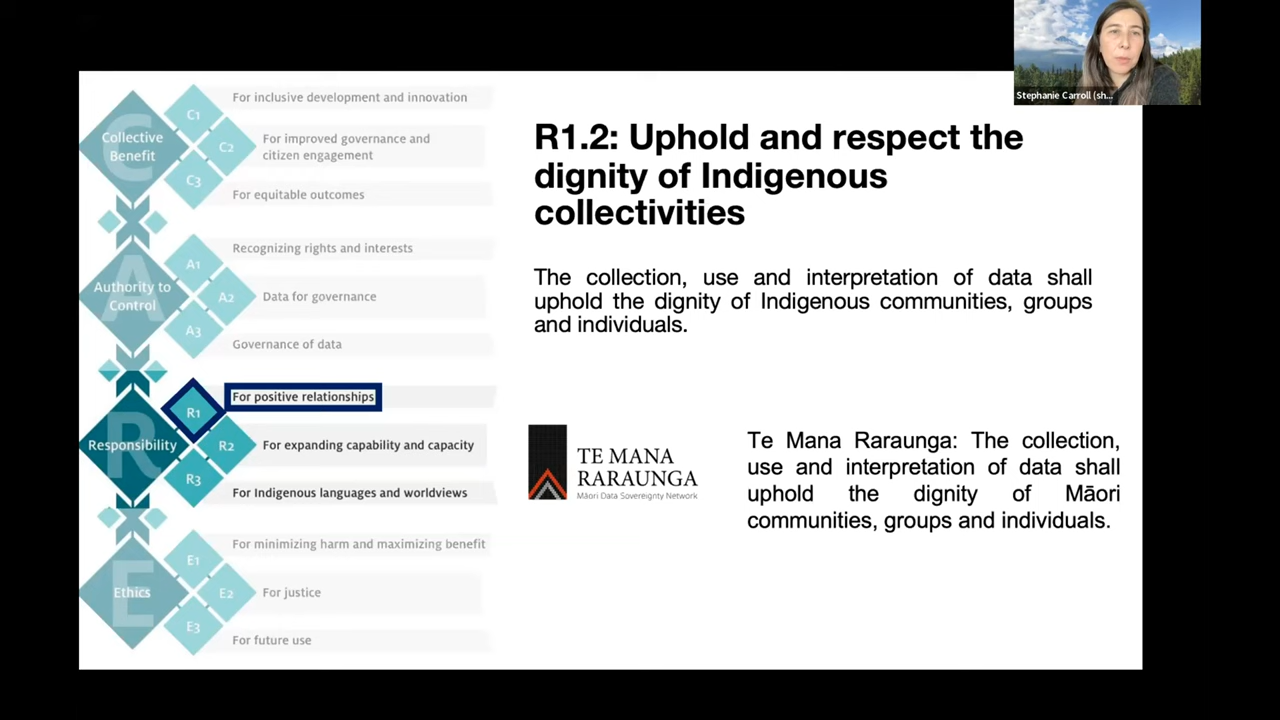 Stephanie Carroll (sh...
C
Collective
Benefit
C1
For inclusive development and innovation
C2
For improved governance and
citizen engagement
C3
For equitable outcomes
A
Authority to
Control
A1
Recognizing rights and interests
A2
Data for governance
A3
Governance of data
R
Responsibility
R1
For positive relationships
R2
For expanding capability and capacity
R3
For Indigenous languages and worldviews
E
Ethics
E1
For minimizing harm and maximizing benefit
E2
For justice
E3
For future use
R1.2: Uphold and respect the
dignity of Indigenous
collectivities
The collection, use and interpretation of data shall
uphold the dignity of Indigenous communities, groups
and individuals.
TE MANA
RARAUNGA
Māori Data Sovereignty Network
Te Mana Raraunga: The collection,
use and interpretation of data shall
uphold the dignity of Māori
communities, groups and individuals.